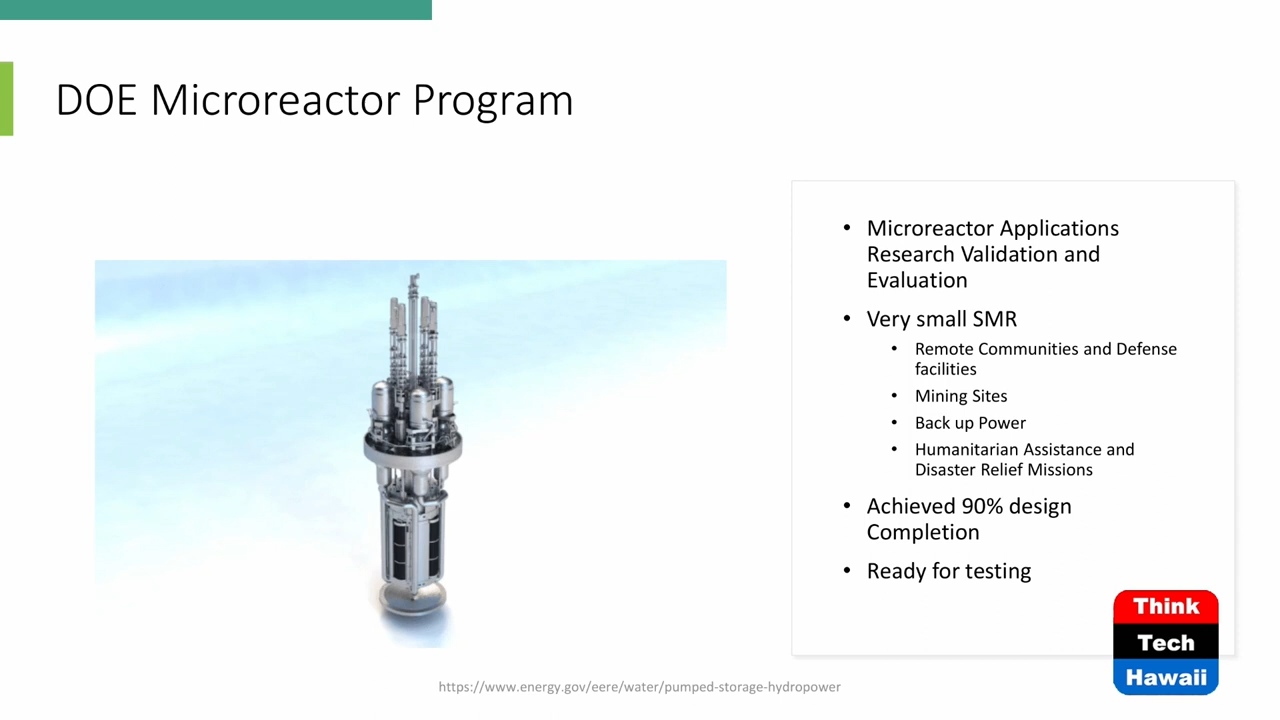 DOE Microreactor Program
• Microreactor Applications
Research Validation and
Evaluation
• Very small SMR
• Remote Communities and Defense
facilities
• Mining Sites
• Back up Power
• Humanitarian Assistance and
Disaster Relief Missions
• Achieved 90% design
Completion
• Ready for testing
Think
Tech
Hawaii
https://www.energy.gov/eere/water/pumped-storage-hydropower